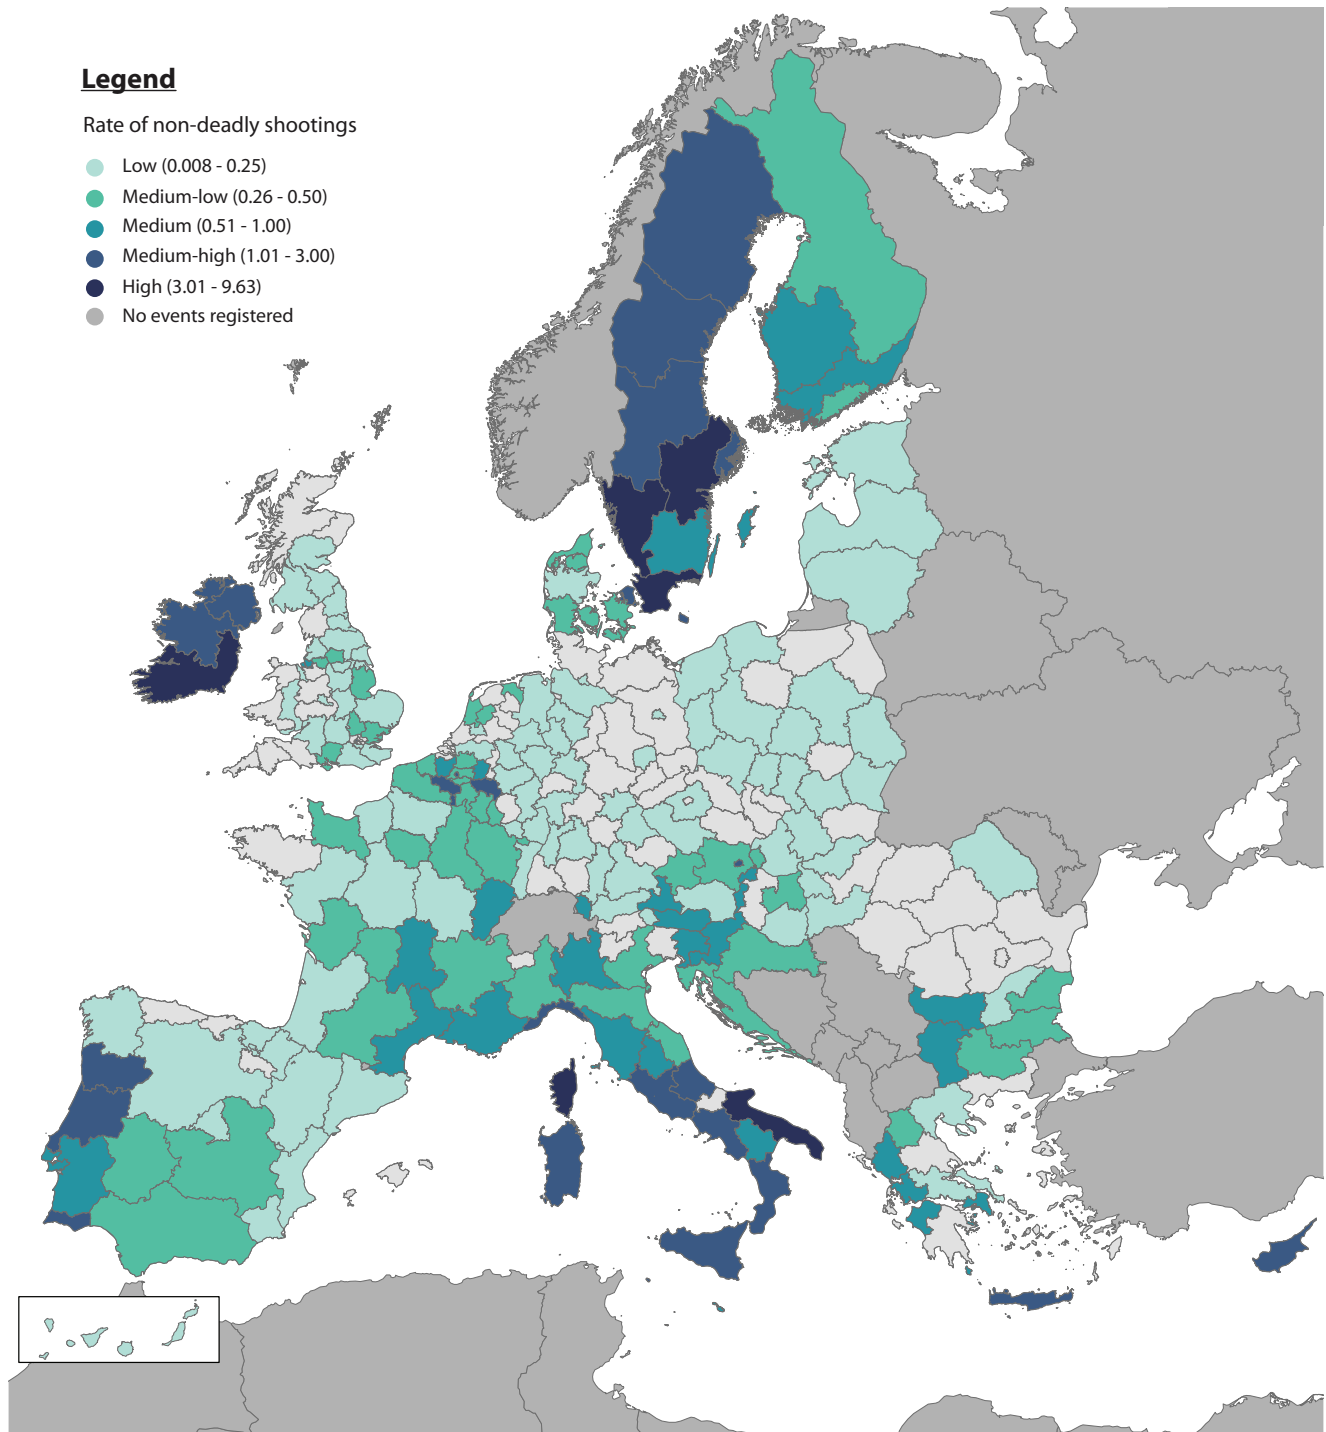 Legend
Rate of non-deadly shootings
Low (0.008 - 0.25)
Medium-low (0.26 - 0.50)
Medium (0.51 - 1.00)
Medium-high (1.01 - 3.00)
High (3.01 - 9.63)
No events registered